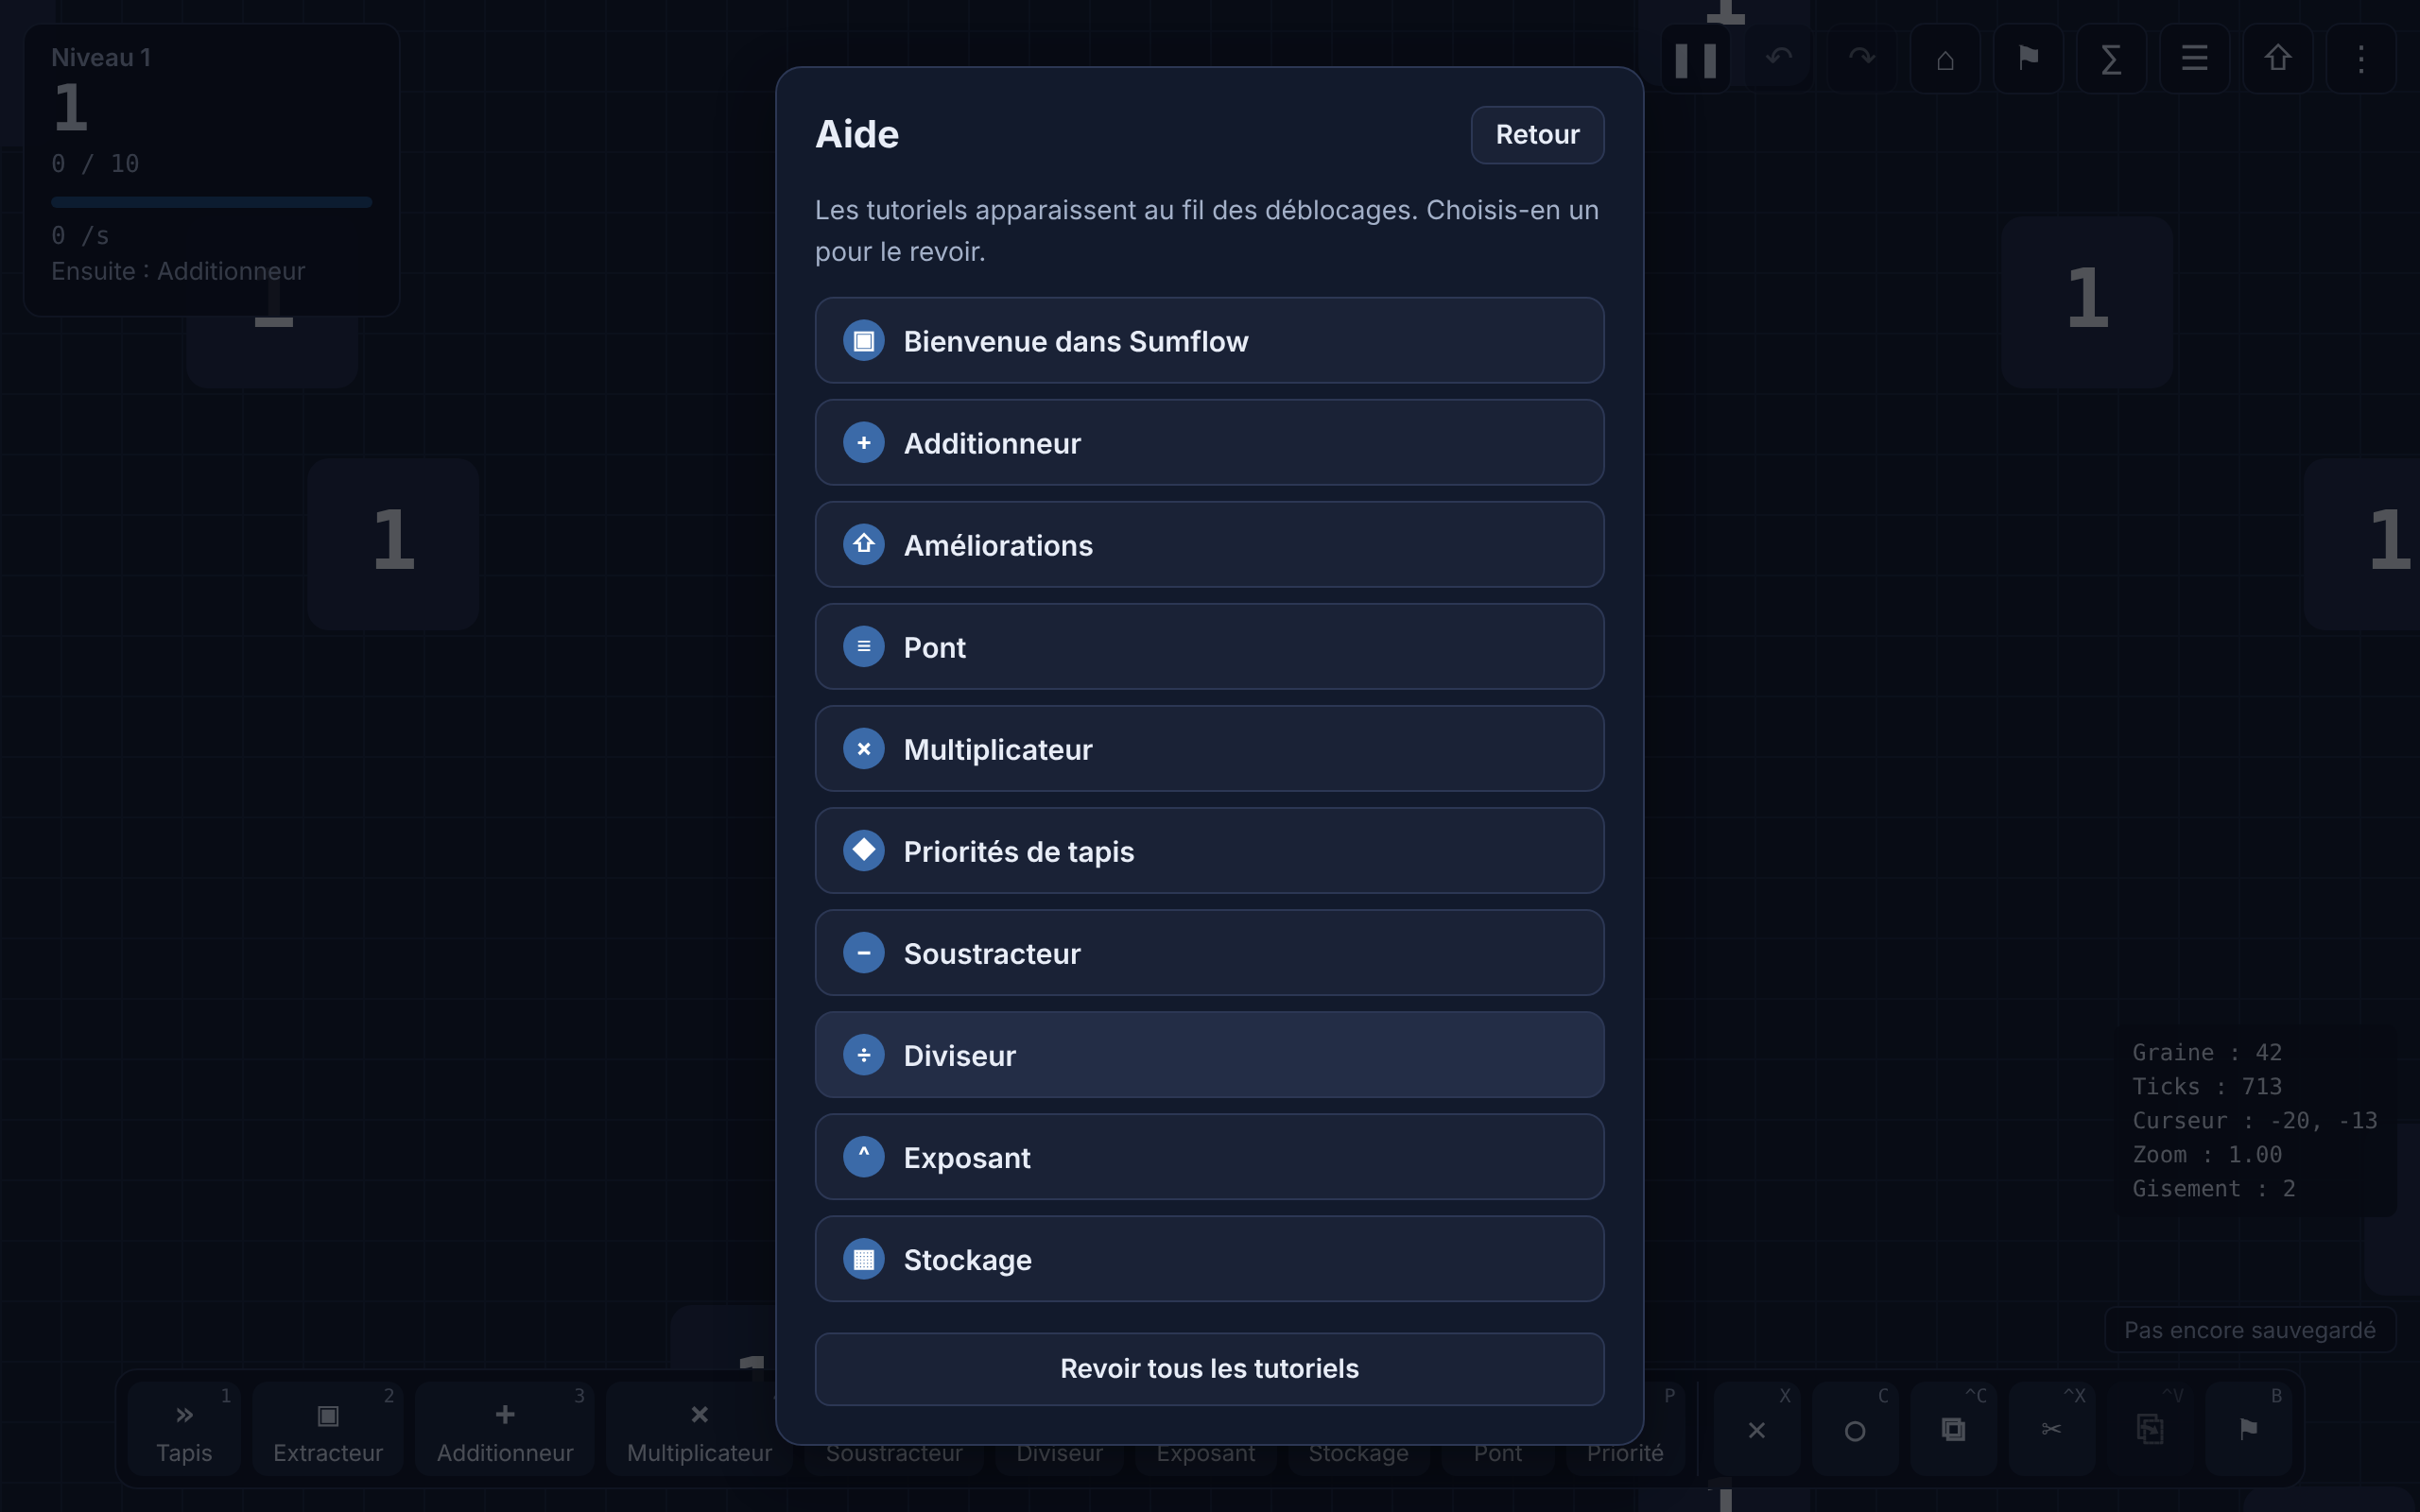 Niveau 1
1
0 / 10
0 /s
Ensuite : Additionneur
1
1
1
1
Aide
Retour
Les tutoriels apparaissent au fil des déblocages. Choisis-en un
pour le revoir.
Bienvenue dans Sumflow
+ Additionneur
Améliorations
Pont
× Multiplicateur
Priorités de tapis
− Soustracteur
÷ Diviseur
^ Exposant
Stockage
Revoir tous les tutoriels
Graine : 42
Ticks : 713
Curseur : -20, -13
Zoom : 1.00
Gisement : 2
Pas encore sauvegardé
1 2 3 P X C ^C ^X ^V B
Tapis Extracteur Additionneur Multiplicateur Soustracteur Diviseur Exposant Stockage Pont Priorité